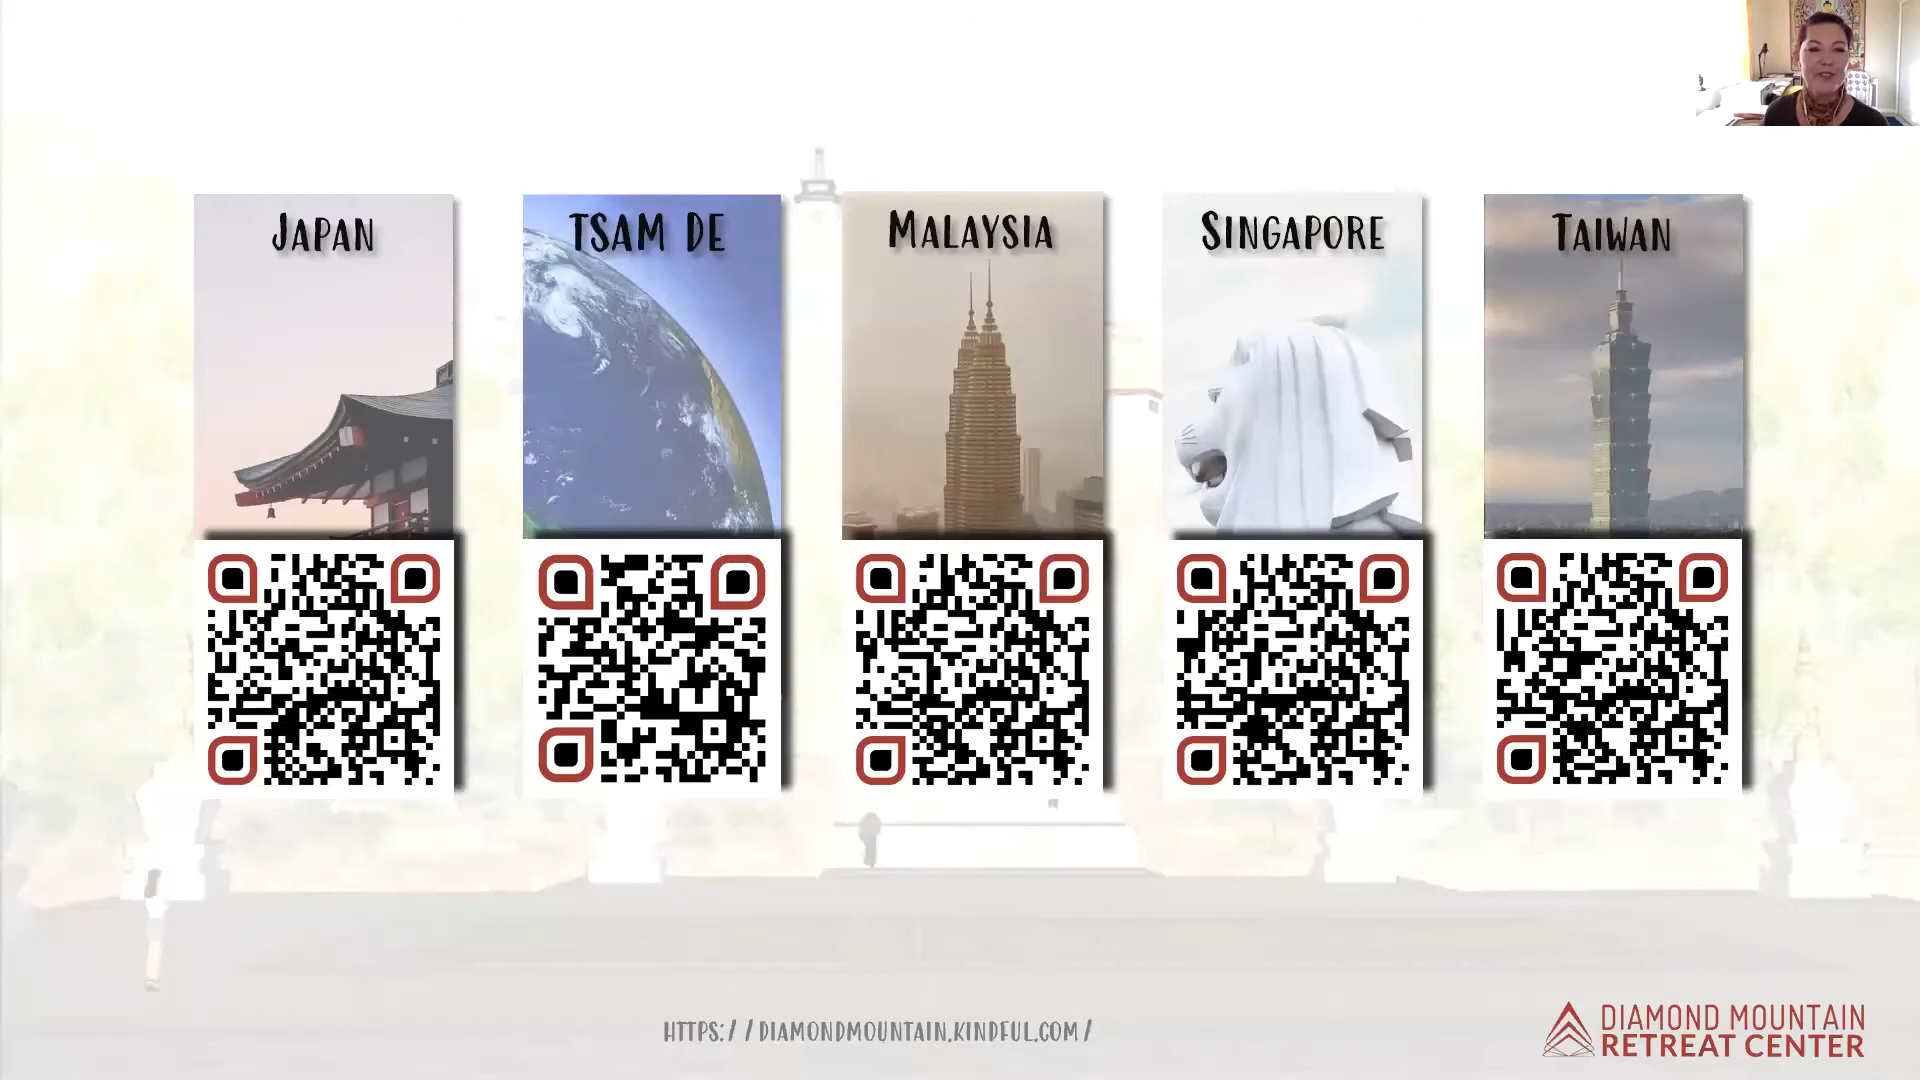 JAPAN
TSAM DE
MALAYSIA
SINGAPORE
TAIWAN
HTTPS://DIAMONDMOUNTAIN.KINDFUL.COM/
DIAMOND MOUNTAIN
RETREAT CENTER